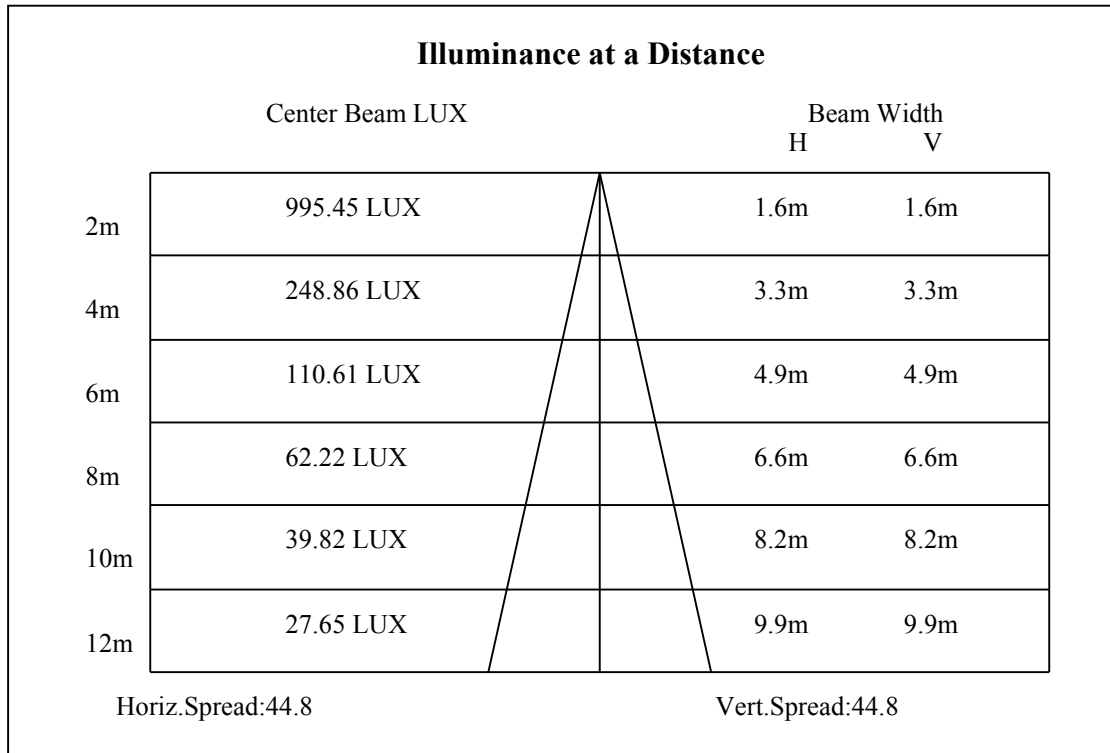 Illuminance at a Distance
Center Beam LUX Beam Width
H V
2m 995.45 LUX 1.6m 1.6m
4m 248.86 LUX 3.3m 3.3m
6m 110.61 LUX 4.9m 4.9m
8m 62.22 LUX 6.6m 6.6m
10m 39.82 LUX 8.2m 8.2m
12m 27.65 LUX 9.9m 9.9m
Horiz.Spread:44.8 Vert.Spread:44.8